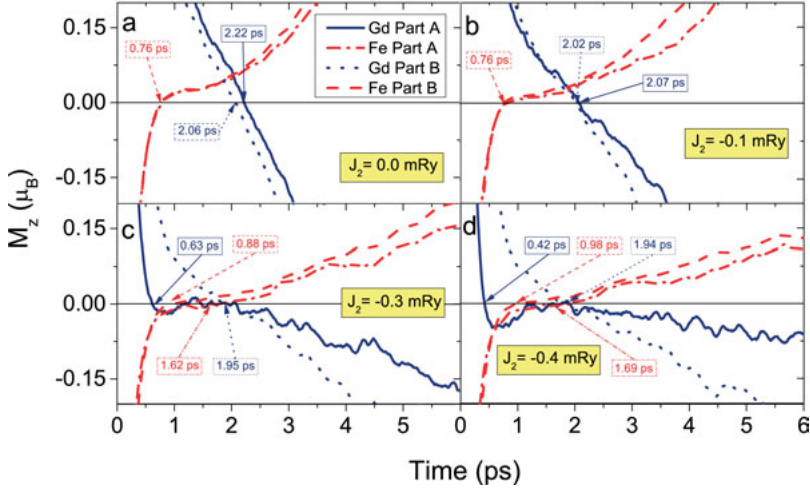 a
0.76 ps
2.22 ps
2.06 ps
J₂= 0.0 mRy
Gd Part A
Fe Part A
Gd Part B
Fe Part B
b
0.76 ps
2.02 ps
2.07 ps
J₂= -0.1 mRy
0.15
0.00
-0.15
c
0.63 ps
0.88 ps
1.62 ps
1.95 ps
J₂= -0.3 mRy
d
0.42 ps
0.98 ps
1.94 ps
1.69 ps
J₂= -0.4 mRy
0.15
0.00
-0.15
M_z (μ_B)
0 1 2 3 4 5 0 1 2 3 4 5 6
Time (ps)